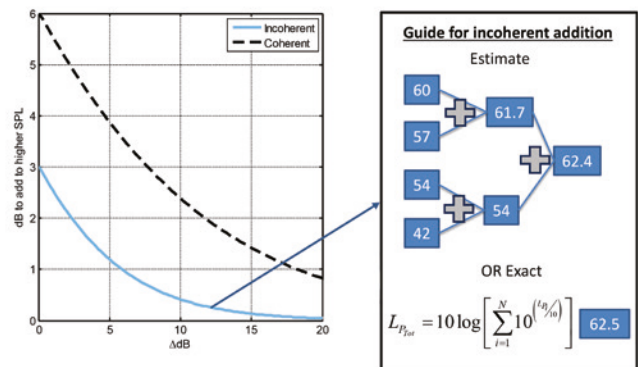 6
5
4
3
2
1
0
0 5 10 15 20
dB to add to higher SPL
ΔdB
Incoherent
Coherent
Guide for incoherent addition
Estimate
60
57
61.7
54
42
54
62.4
OR Exact
L_{P_{Tot}} = 10 log[ \sum_{i=1}^{N} 10^{(L_{P_i}/10)} ] 62.5